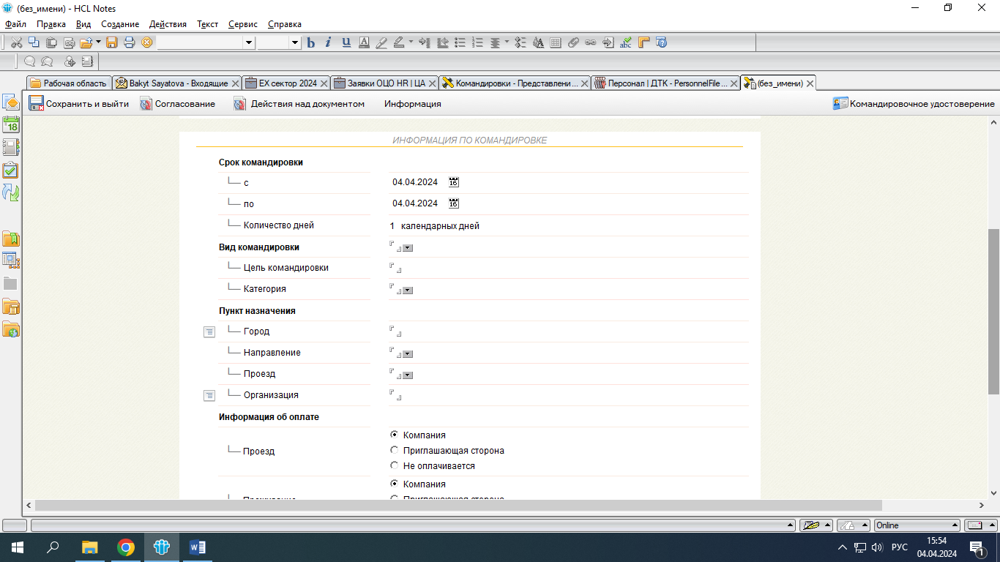 (без_имени) - HCL Notes
Файл Правка Вид Создание Действия Текст Сервис Справка
Рабочая область Bakyt Sayatova - Входящие EX сектор 2024 Заявки ОЦО HR | ЦА Командировки - Представлени ... Персонал | ДТК - PersonnelFile ... (без_имени)
Сохранить и выйти Согласование Действия над документом Информация Командировочное удостоверение
18
ИНФОРМАЦИЯ ПО КОМАНДИРОВКЕ
Срок командировки
с 04.04.2024 16
по 04.04.2024 16
Количество дней 1 календарных дней
Вид командировки
Цель командировки
Категория
Пункт назначения
Город
Направление
Проезд
Организация
Информация об оплате
Компания
Проезд Приглашающая сторона
Не оплачивается
Компания
Online
15:54
РУС
04.04.2024
1